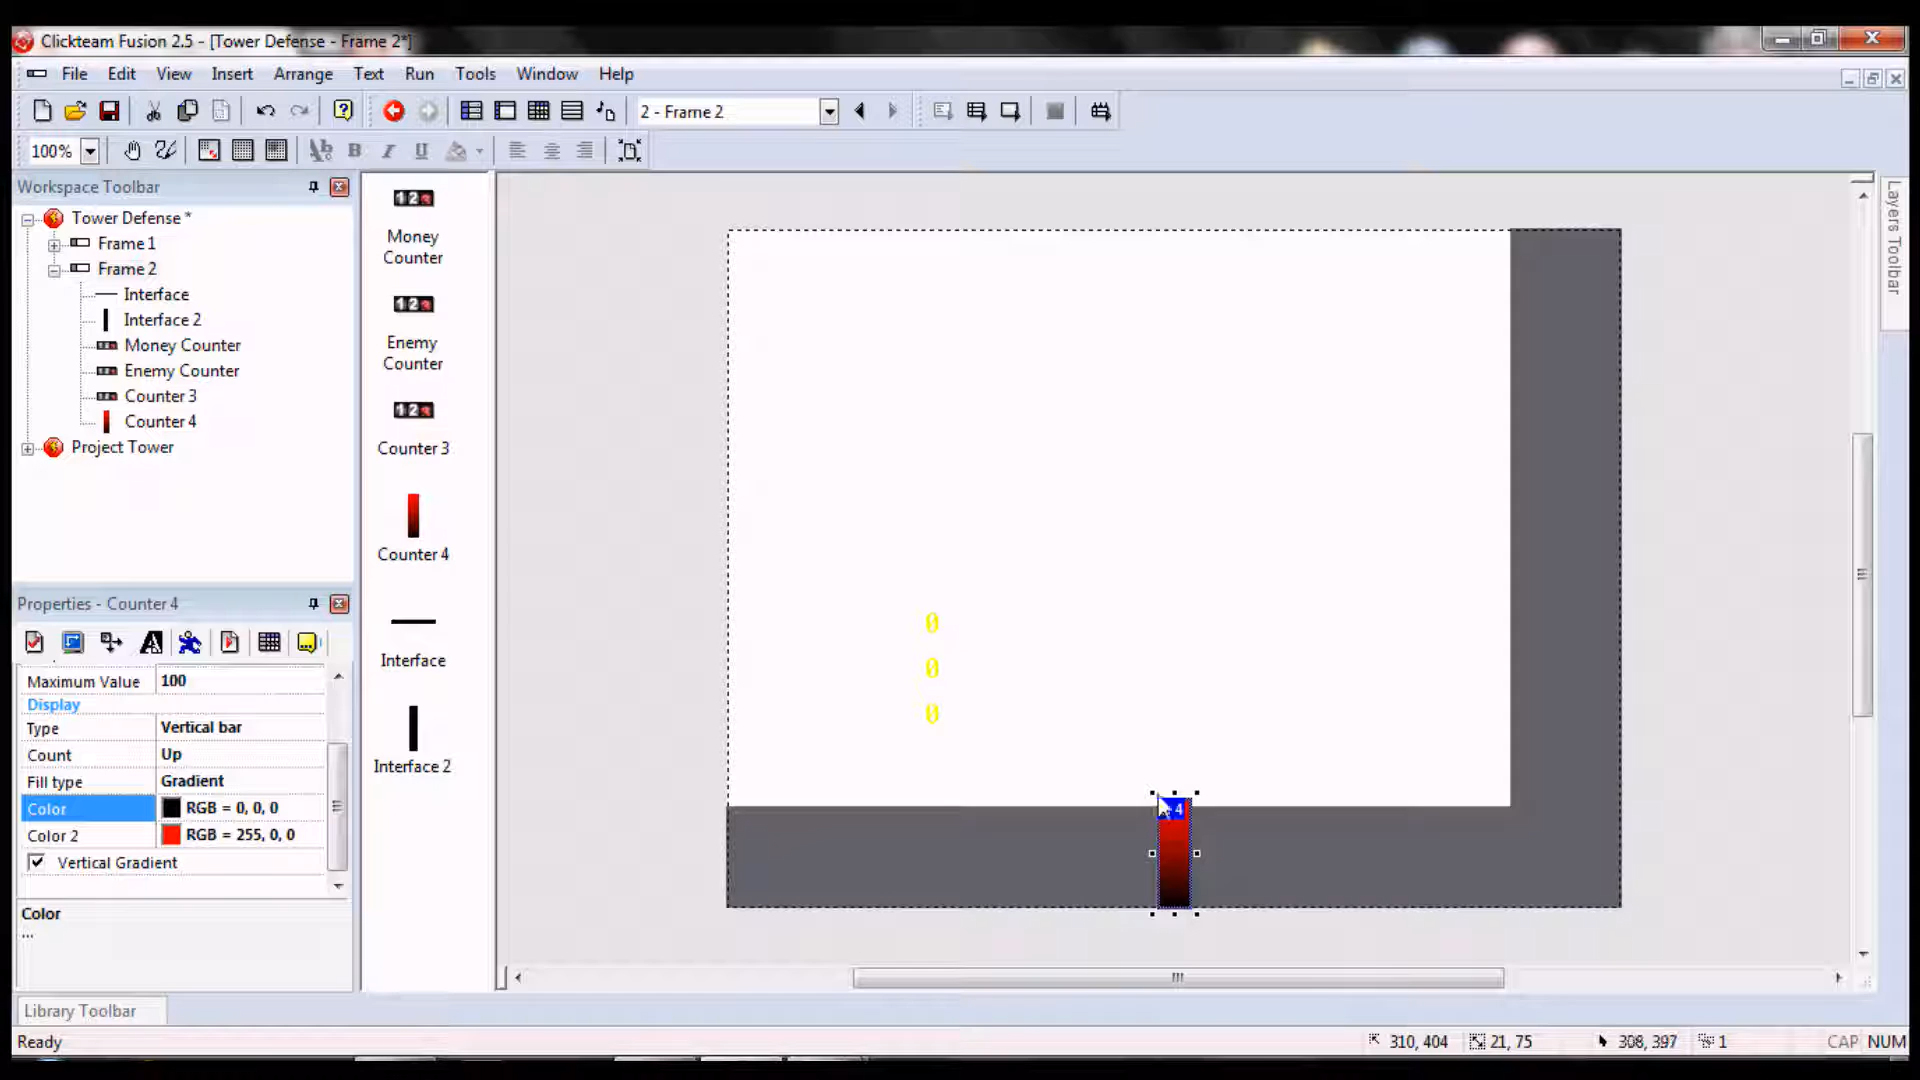 Clickteam Fusion 2.5 - [Tower Defense - Frame 2*]
File Edit View Insert Arrange Text Run Tools Window Help
2 - Frame 2
100%
Workspace Toolbar
Tower Defense *
Frame 1
Frame 2
Interface
Interface 2
Money Counter
Enemy Counter
Counter 3
Counter 4
Project Tower
Properties - Counter 4
Maximum Value 100
Display
Type Vertical bar
Count Up
Fill type Gradient
Color RGB = 0, 0, 0
Color 2 RGB = 255, 0, 0
Vertical Gradient
Color
...
Library Toolbar
Money
Counter
Enemy
Counter
Counter 3
Counter 4
Interface
Interface 2
0
0
0
4
Layers Toolbar
Ready
310, 404
21, 75
308, 397
1
CAP NUM